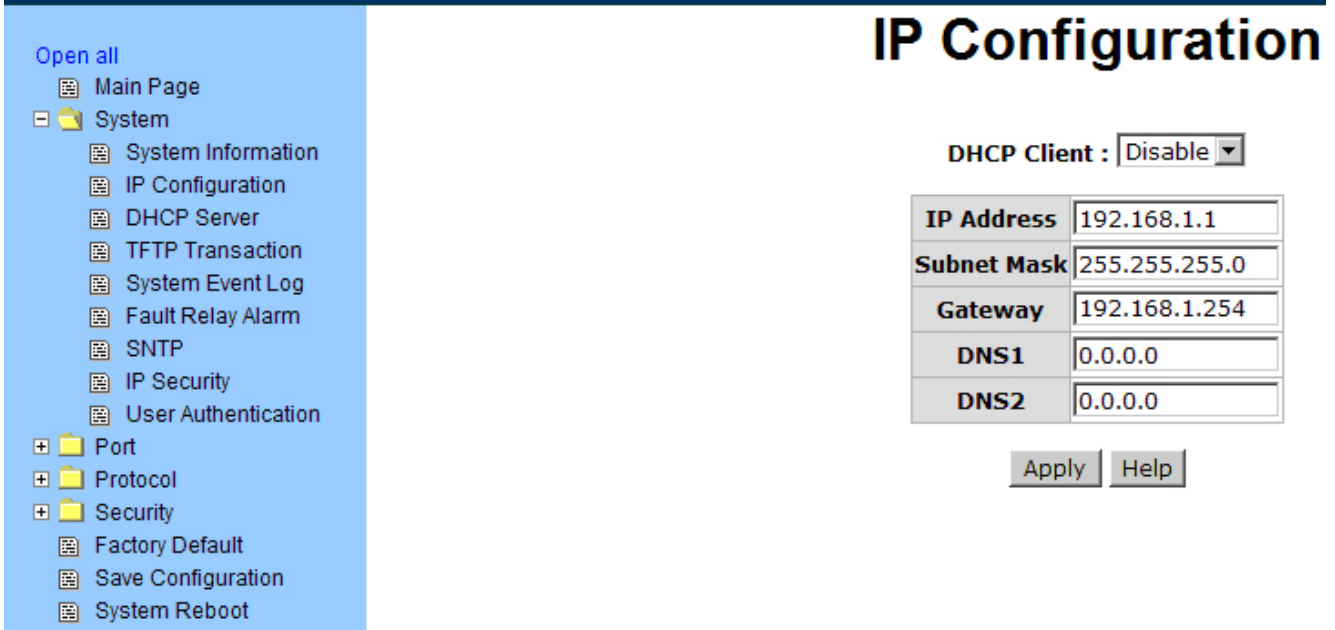 Open all
Main Page
System
System Information
IP Configuration
DHCP Server
TFTP Transaction
System Event Log
Fault Relay Alarm
SNTP
IP Security
User Authentication
Port
Protocol
Security
Factory Default
Save Configuration
System Reboot
IP Configuration
DHCP Client : Disable
IP Address 192.168.1.1
Subnet Mask 255.255.255.0
Gateway 192.168.1.254
DNS1 0.0.0.0
DNS2 0.0.0.0
Apply Help